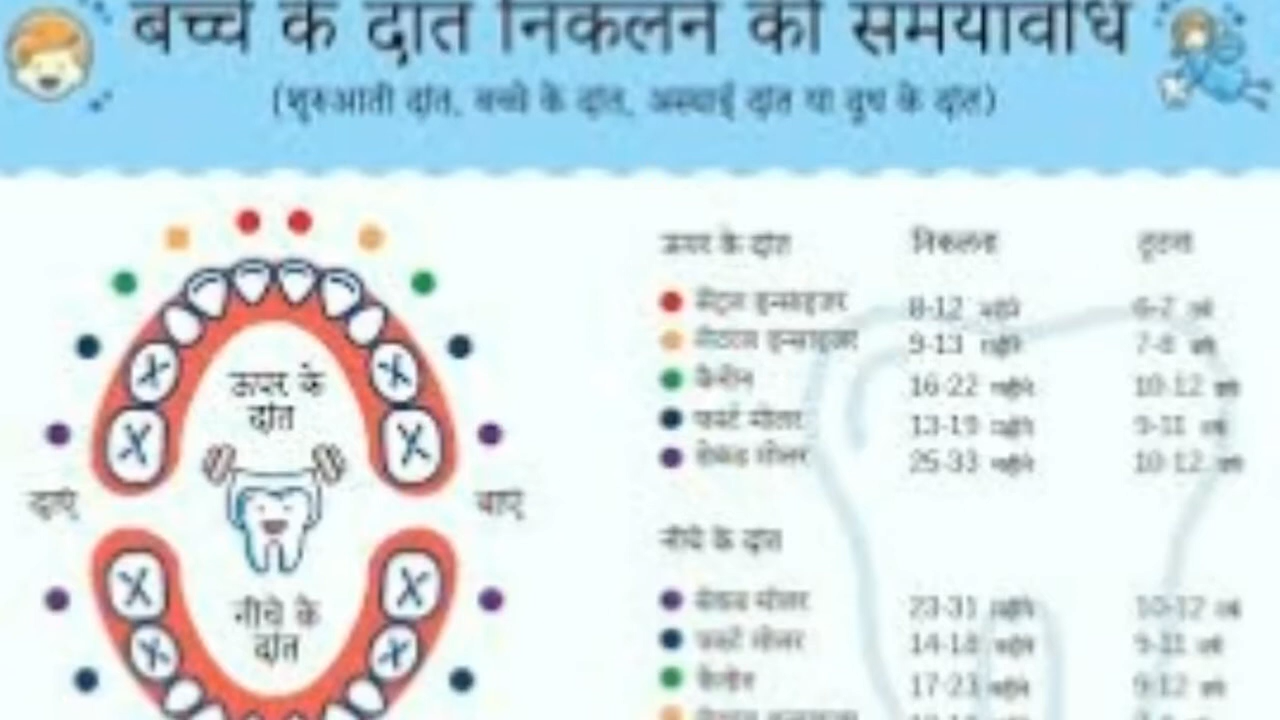 बच्चे के दांत निकलने की समयावधि
(शुरुआती दांत, बच्चे के दांत, अस्थाई दांत या दूध के दांत)
ऊपर के दांत निकलना टूटना
सेंट्रल इन्साइजर 8-12 महीने 6-7 वर्ष
लेटरल इन्साइजर 9-13 महीने 7-8 वर्ष
कैनीन 16-22 महीने 10-12 वर्ष
फर्स्ट मोलर 13-19 महीने 9-11 वर्ष
सेकंड मोलर 25-33 महीने 10-12 वर्ष
ऊपर के
दांत
दाएं
बाएं
नीचे के
दांत
नीचे के दांत
सेकंड मोलर 23-31 महीने 10-12 वर्ष
फर्स्ट मोलर 14-18 महीने 9-11 वर्ष
कैनीन 17-23 महीने 9-12 वर्ष